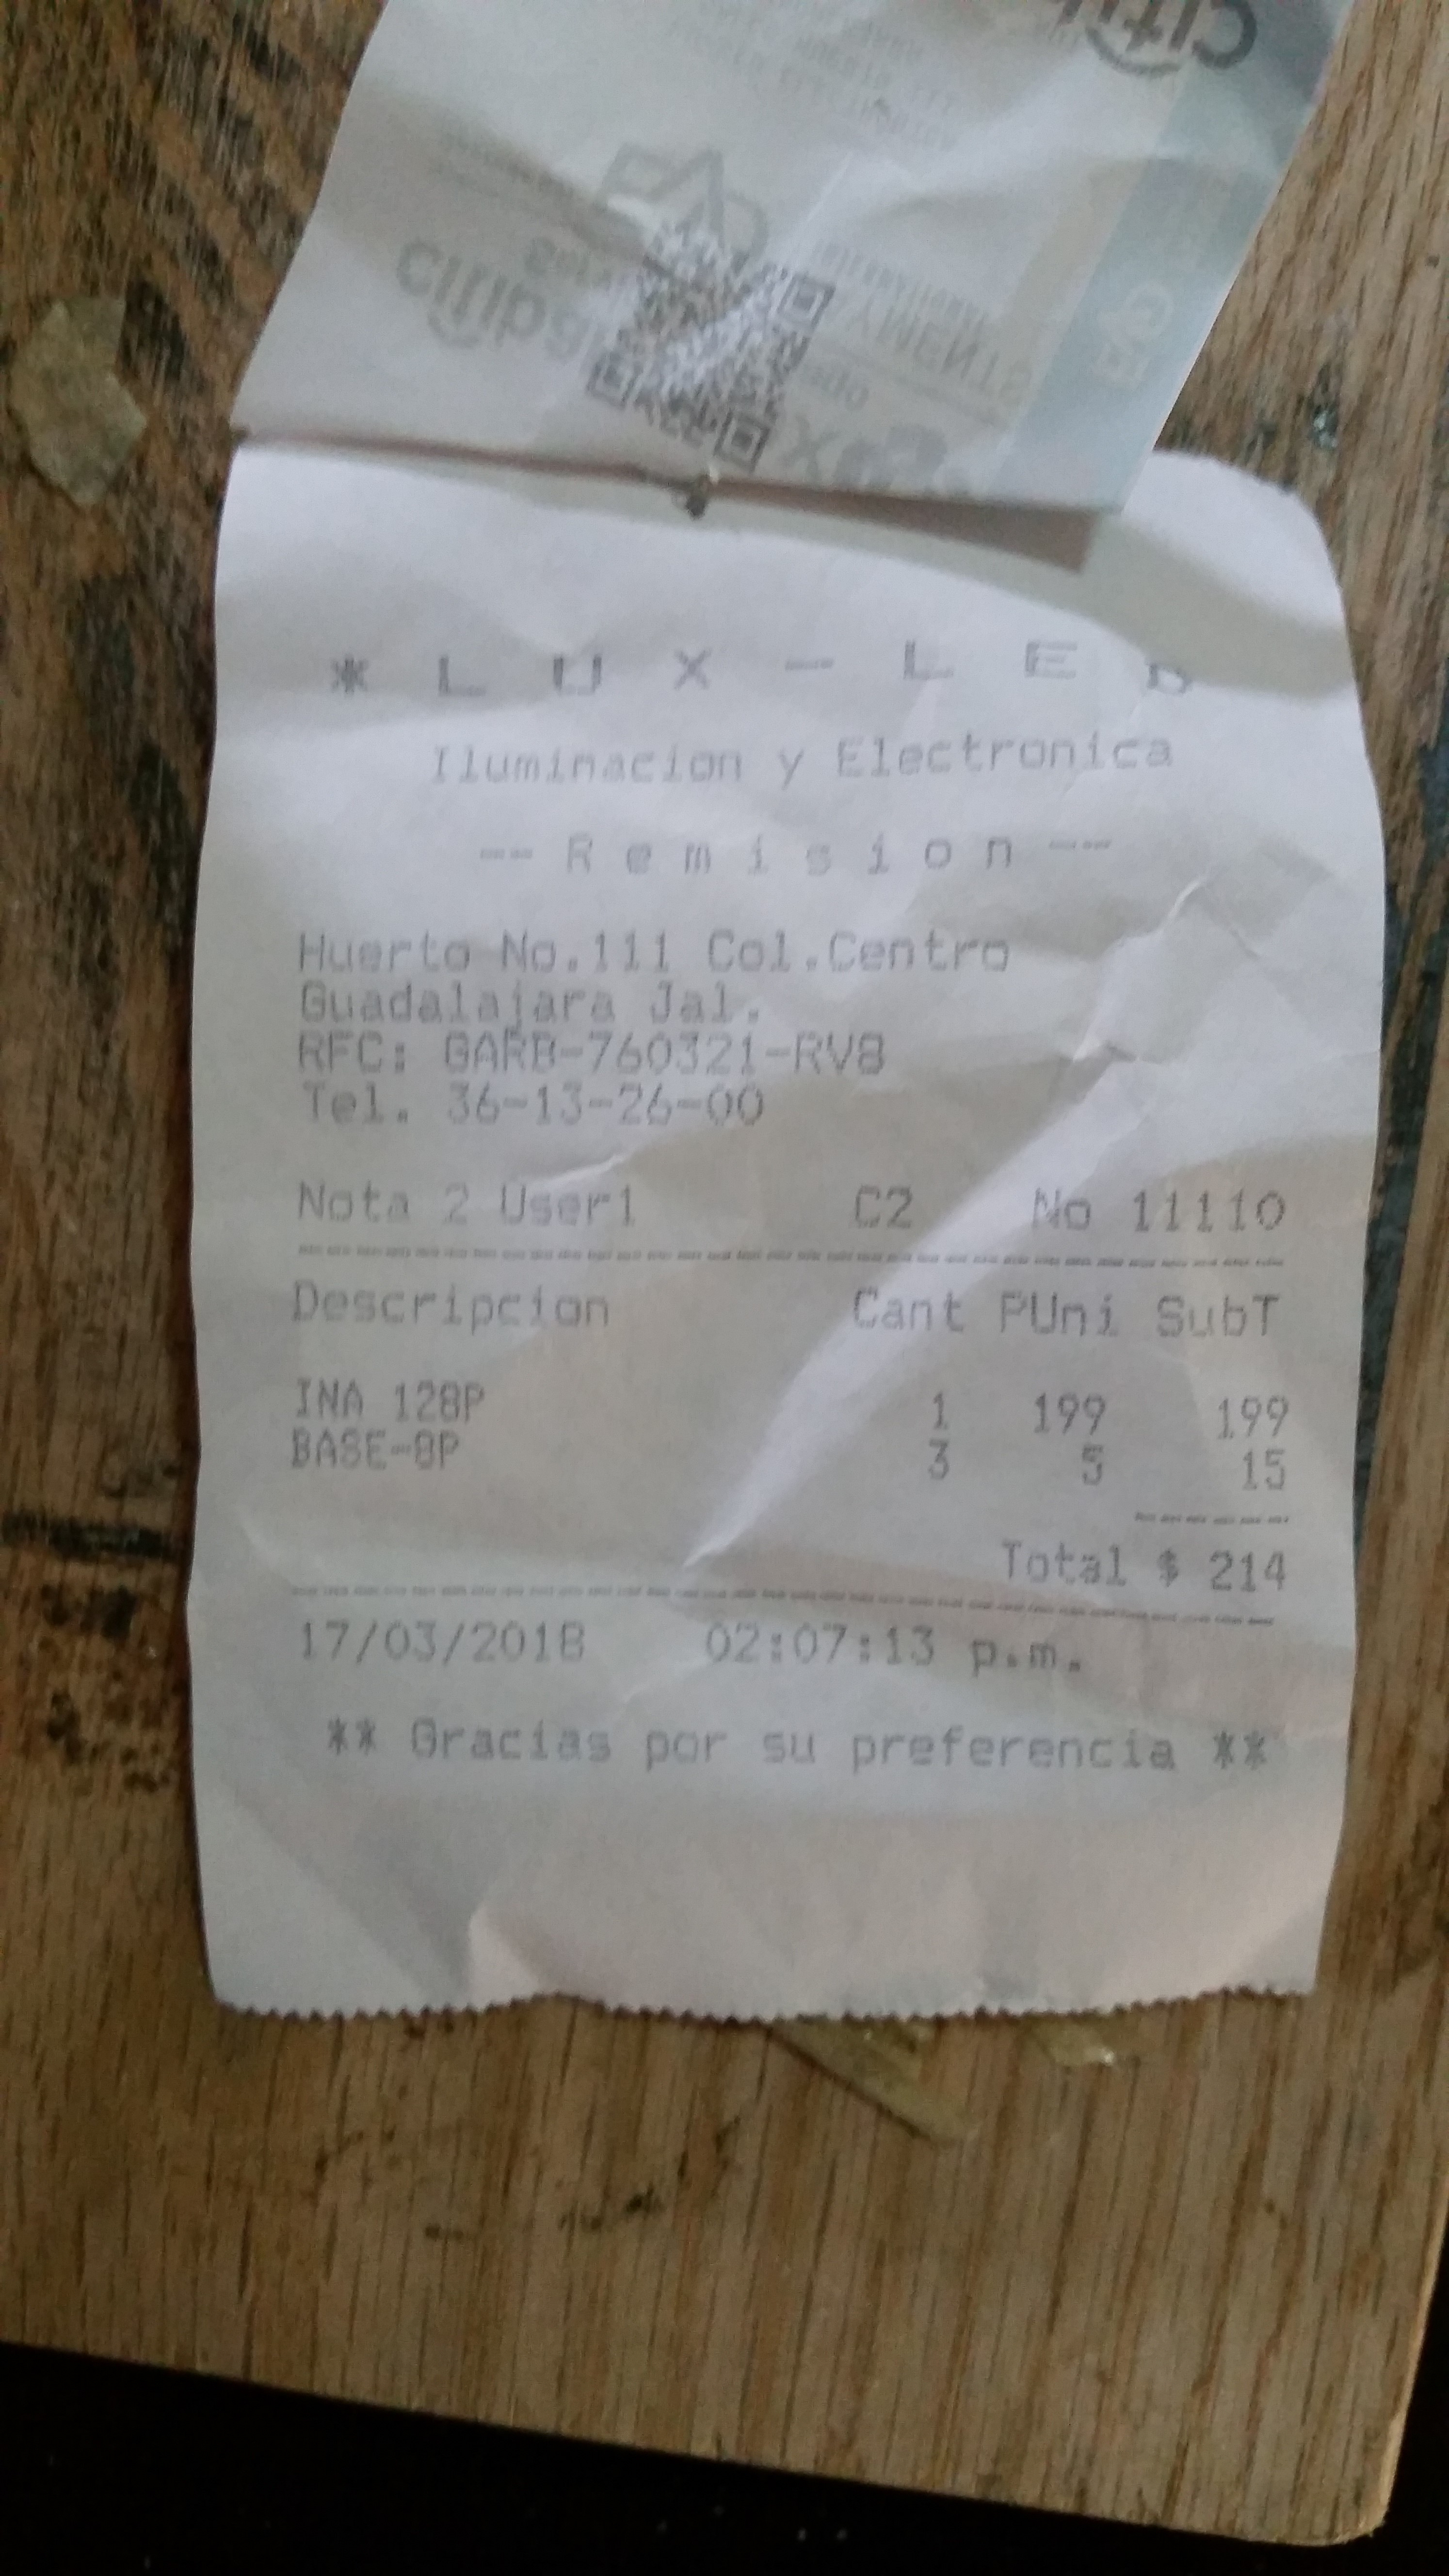 * L U X - L E D
Iluminacion y Electronica
-- R e m i s i o n --
Huerto No.111 Col.Centro
Guadalajara Jal.
RFC: GARB-760321-RV8
Tel. 36-13-26-00
Nota 2 User1 C2 No 11110
Descripcion Cant PUni SubT
INA 128P 1 199 199
BASE-8P 3 5 15
Total $ 214
17/03/2018 02:07:13 p.m.
** Gracias por su preferencia **